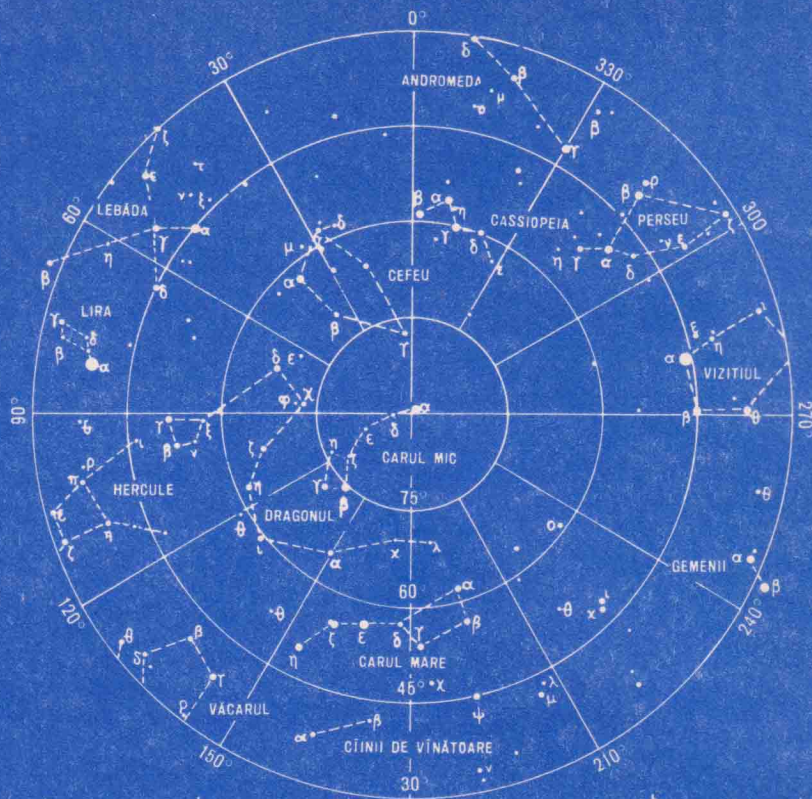 0°
δ
β
ANDROMEDA
μ
σ
γ
30°
330°
β
ζ
ε
τ
ν ξ
LEBĂDA
γ
α
η
β
δ
60°
β
α
η
γ
δ
ε
CASSIOPEIA
β
ρ
PERSEU
ζ
ν ξ
η γ α δ
300°
δ
μ
ζ
α
CEFEU
β
γ
LIRA
γ
δ
β
α
ι
ε
η
α
VIZITIUL
β
θ
90°
270°
δ ε
χ
φ
ξ
γ
β
ν
θ
ι
ρ
π
HERCULE
ε
η
ζ
α
δ
ε
ζ
η
γ
β
CARUL MIC
75°
ζ
η
DRAGONUL
θ
ι
α
χ
λ
θ
ο
GEMENII
α
β
120°
240°
60
θ
α
ι
χ
θ
ζ
ε
δ
γ
β
η
CARUL MARE
θ
β
δ
γ
ρ
VĂCARUL
45°
χ
ψ
λ
μ
α
β
CÎINII DE VÎNĂTOARE
150°
210°
ν
30